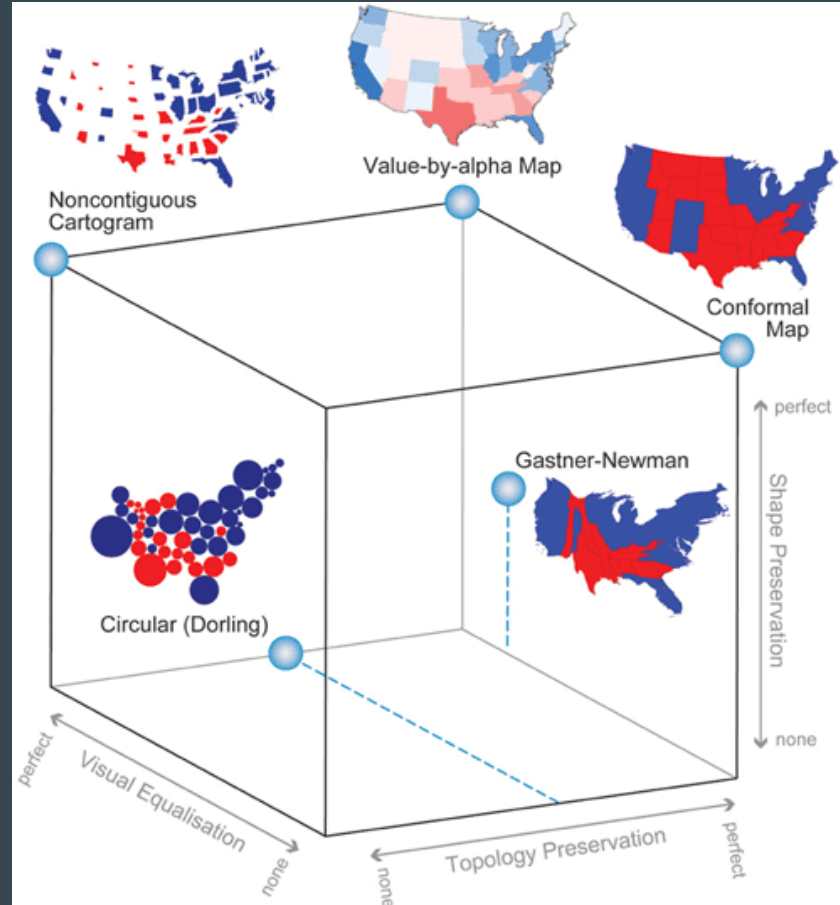 Value-by-alpha Map
Noncontiguous
Cartogram
Conformal
Map
perfect
Gastner-Newman
Shape Preservation
Circular (Dorling)
none
perfect
Visual Equalisation
none
none
Topology Preservation
perfect